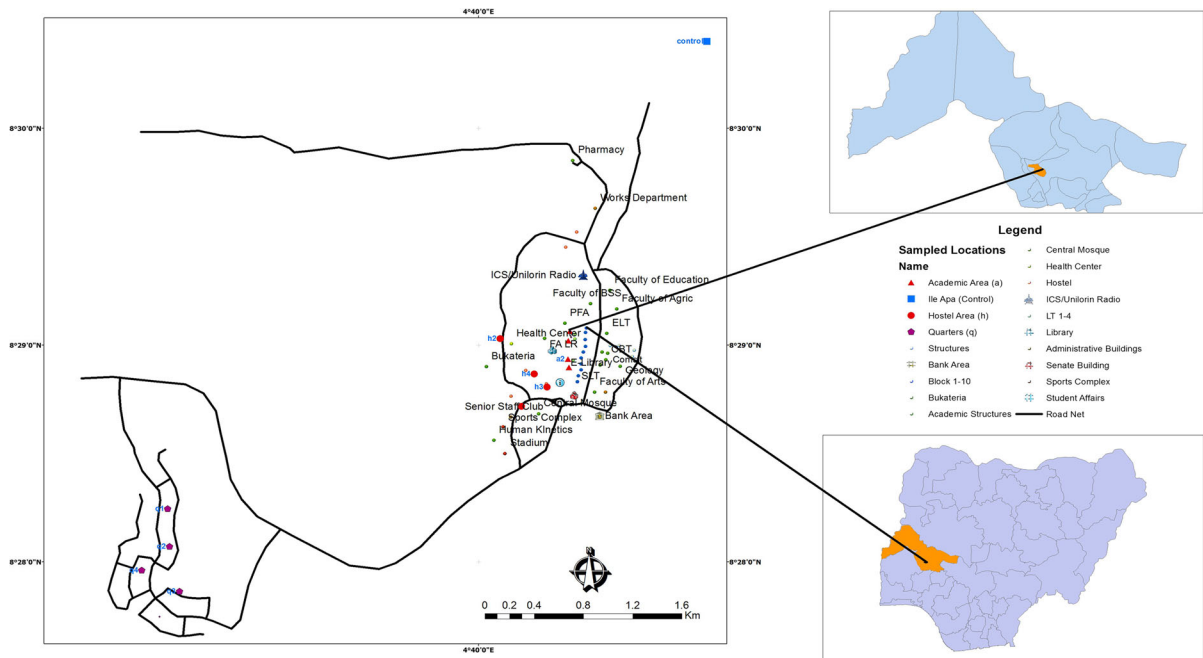 4°40'0"E
control
8°30'0"N
8°30'0"N
Pharmacy
Works Department
ICS/Unilorin Radio
Faculty of Education
Faculty of BSS
Faculty of Agric
PFA
ELT
h2
Health Center
8°29'0"N
8°29'0"N
FA LR
CBT
Bukateria
a2
E-Library
Comsit
h4
Geology
h3
SLT
Faculty of Arts
Senior Staff Club
Central Mosque
Sports Complex
Bank Area
Human Kinetics
Stadium
q1
q2
8°28'0"N
8°28'0"N
q4
0 0.2 0.4 0.8 1.2 1.6
Km
4°40'0"E
Legend
Sampled Locations
Name
Academic Area (a)
Ile Apa (Control)
Hostel Area (h)
Quarters (q)
Structures
Bank Area
Block 1-10
Bukateria
Academic Structures
Central Mosque
Health Center
Hostel
ICS/Unilorin Radio
LT 1-4
Library
Administrative Buildings
Senate Building
Sports Complex
Student Affairs
Road Net